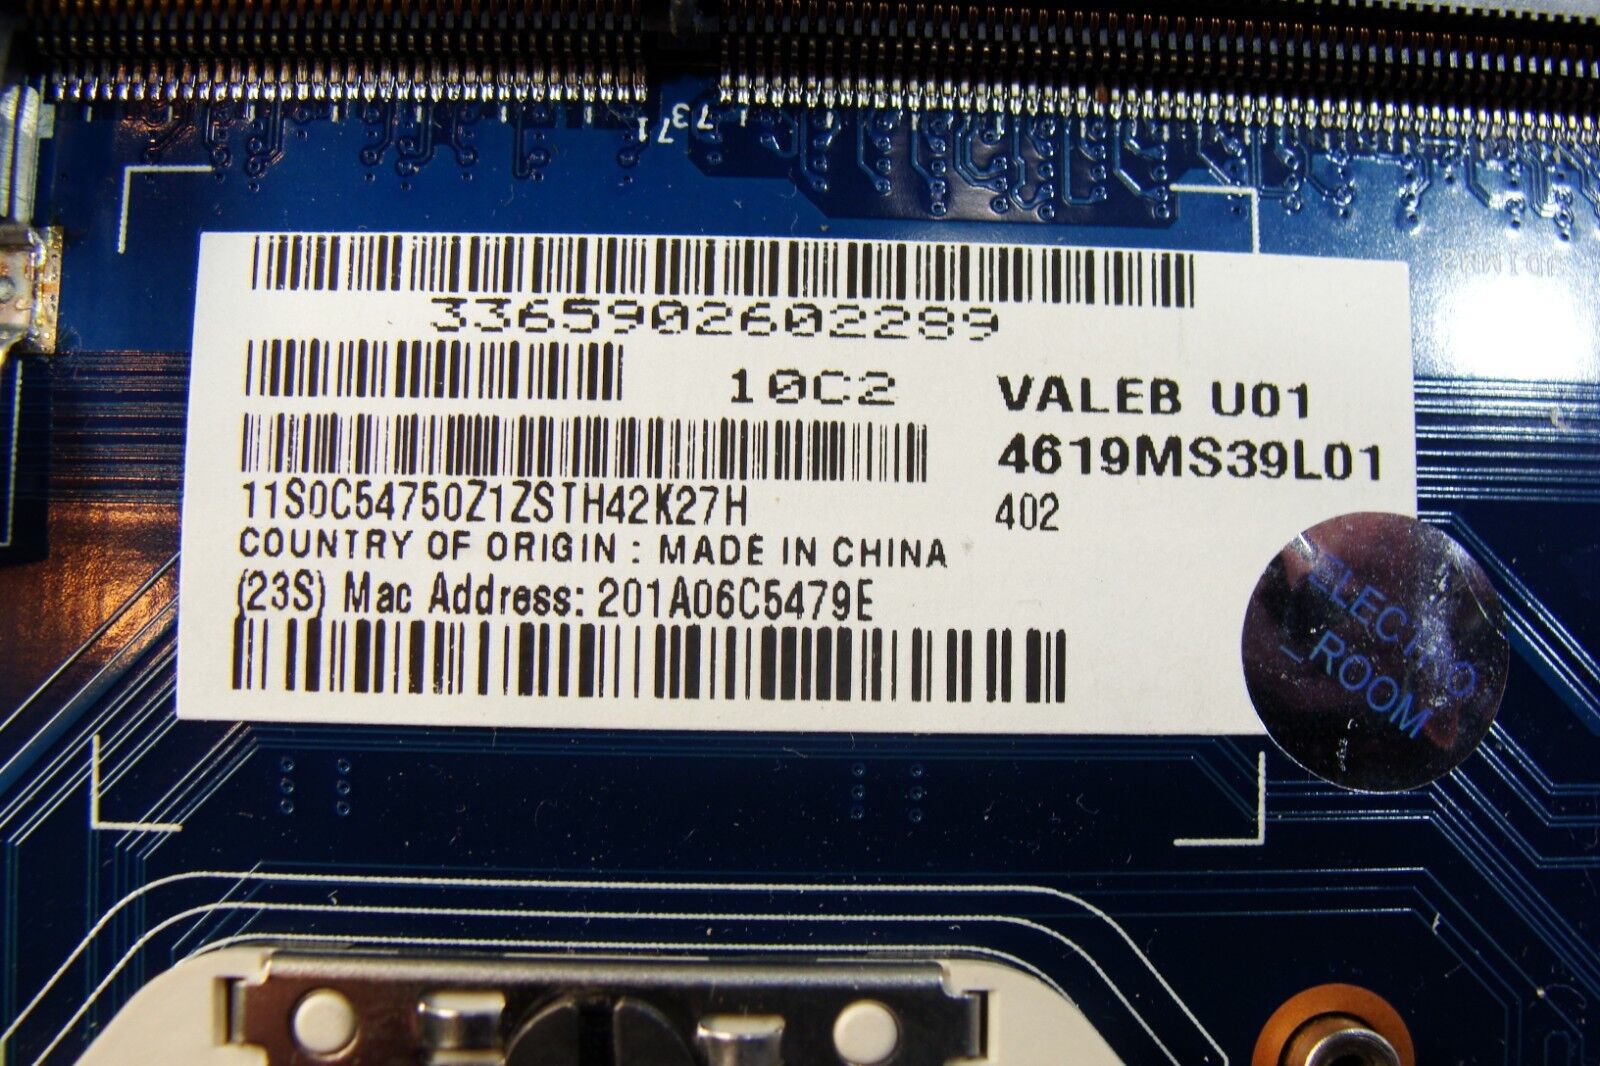 7371
3365902602289
10C2
VALEB U01
4619MS39L01
11S0C54750Z1ZSTH42K27H
402
COUNTRY OF ORIGIN : MADE IN CHINA
(23S) Mac Address: 201A06C5479E
ELECTRO
_ROOM